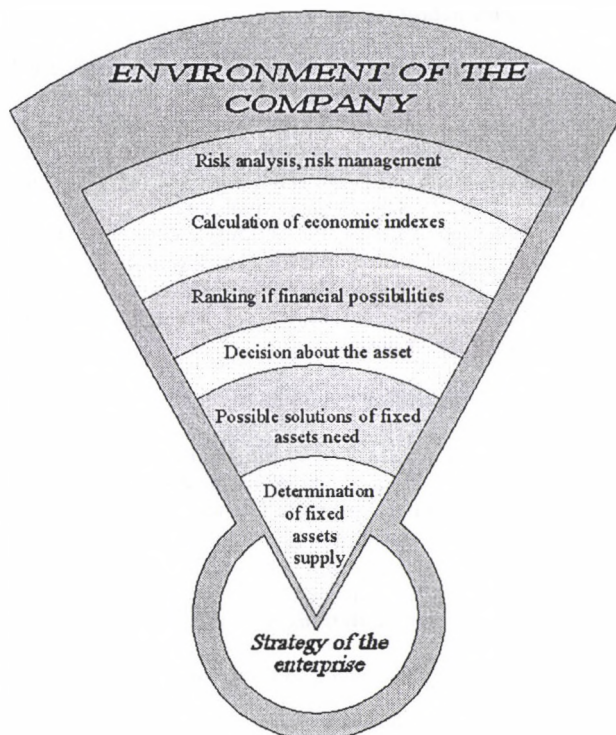 ENVIRONMENT OF THE
COMPANY
Risk analysis, risk management
Calculation of economic indexes
Ranking if financial possibilities
Decision about the asset
Possible solutions of fixed
assets need
Determination
of fixed
assets
supply
Strategy of the
enterprise